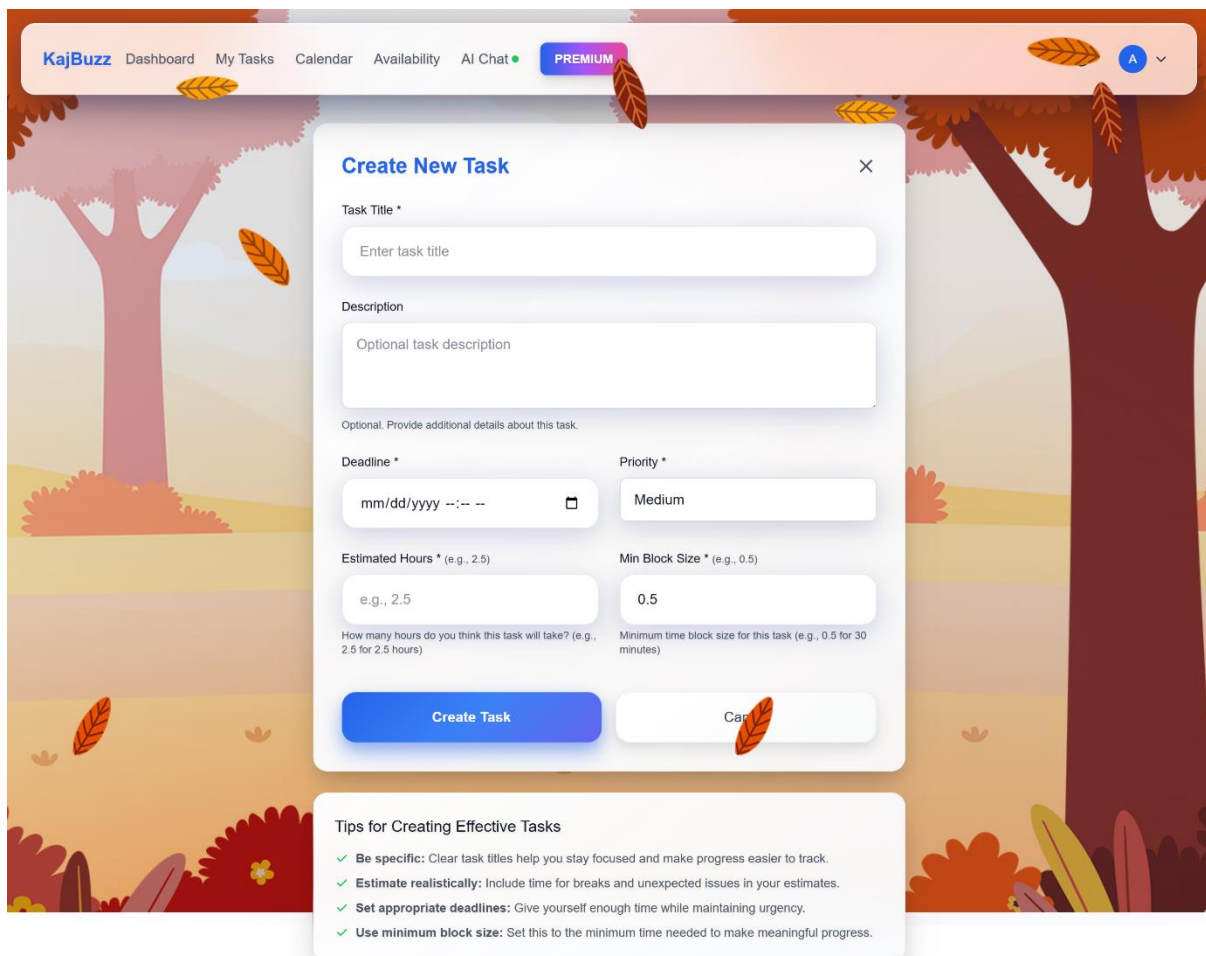 KajBuzz Dashboard My Tasks Calendar Availability AI Chat PREMIUM A
Create New Task
Task Title *
Enter task title
Description
Optional task description
Optional. Provide additional details about this task.
Deadline * Priority *
mm/dd/yyyy --:-- -- Medium
Estimated Hours * (e.g., 2.5) Min Block Size * (e.g., 0.5)
e.g., 2.5 0.5
How many hours do you think this task will take? (e.g., Minimum time block size for this task (e.g., 0.5 for 30
2.5 for 2.5 hours) minutes)
Create Task
Tips for Creating Effective Tasks
Be specific: Clear task titles help you stay focused and make progress easier to track.
Estimate realistically: Include time for breaks and unexpected issues in your estimates.
Set appropriate deadlines: Give yourself enough time while maintaining urgency.
Use minimum block size: Set this to the minimum time needed to make meaningful progress.